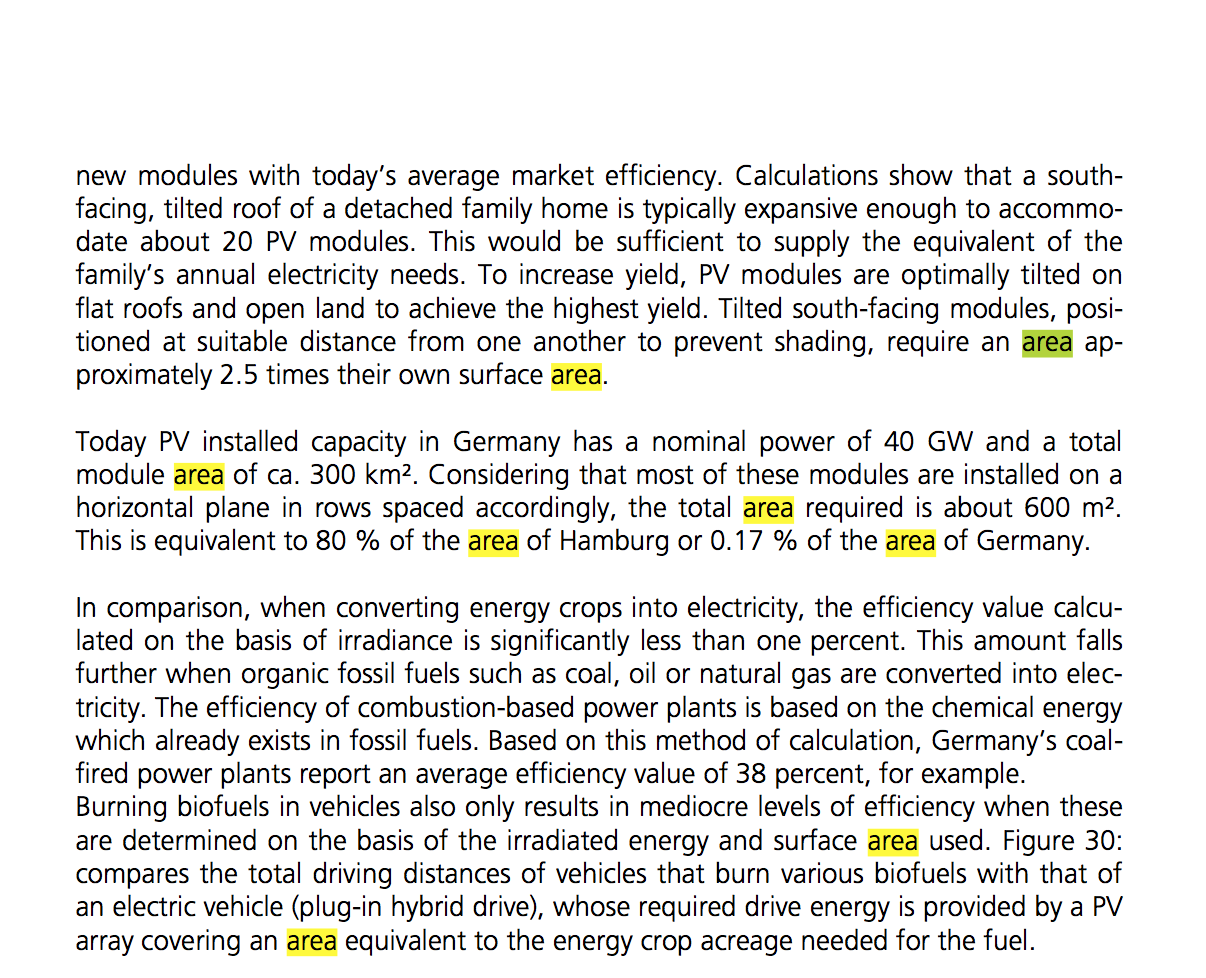 new modules with today’s average market efficiency. Calculations show that a south-
facing, tilted roof of a detached family home is typically expansive enough to accommo-
date about 20 PV modules. This would be sufficient to supply the equivalent of the
family’s annual electricity needs. To increase yield, PV modules are optimally tilted on
flat roofs and open land to achieve the highest yield. Tilted south-facing modules, posi-
tioned at suitable distance from one another to prevent shading, require an area ap-
proximately 2.5 times their own surface area.
Today PV installed capacity in Germany has a nominal power of 40 GW and a total
module area of ca. 300 km². Considering that most of these modules are installed on a
horizontal plane in rows spaced accordingly, the total area required is about 600 m².
This is equivalent to 80 % of the area of Hamburg or 0.17 % of the area of Germany.
In comparison, when converting energy crops into electricity, the efficiency value calcu-
lated on the basis of irradiance is significantly less than one percent. This amount falls
further when organic fossil fuels such as coal, oil or natural gas are converted into elec-
tricity. The efficiency of combustion-based power plants is based on the chemical energy
which already exists in fossil fuels. Based on this method of calculation, Germany’s coal-
fired power plants report an average efficiency value of 38 percent, for example.
Burning biofuels in vehicles also only results in mediocre levels of efficiency when these
are determined on the basis of the irradiated energy and surface area used. Figure 30:
compares the total driving distances of vehicles that burn various biofuels with that of
an electric vehicle (plug-in hybrid drive), whose required drive energy is provided by a PV
array covering an area equivalent to the energy crop acreage needed for the fuel.